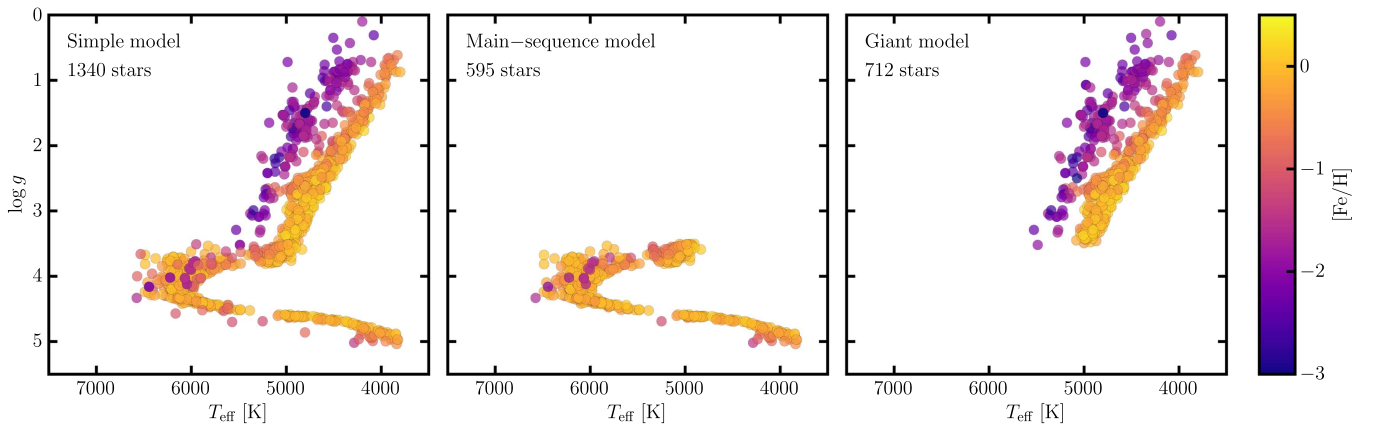 Simple model
1340 stars
0
1
2
3
4
5
log g
7000
6000
5000
4000
T_eff [K]
Main−sequence model
595 stars
7000
6000
5000
4000
T_eff [K]
Giant model
712 stars
7000
6000
5000
4000
T_eff [K]
0
−1
−2
−3
[Fe/H]